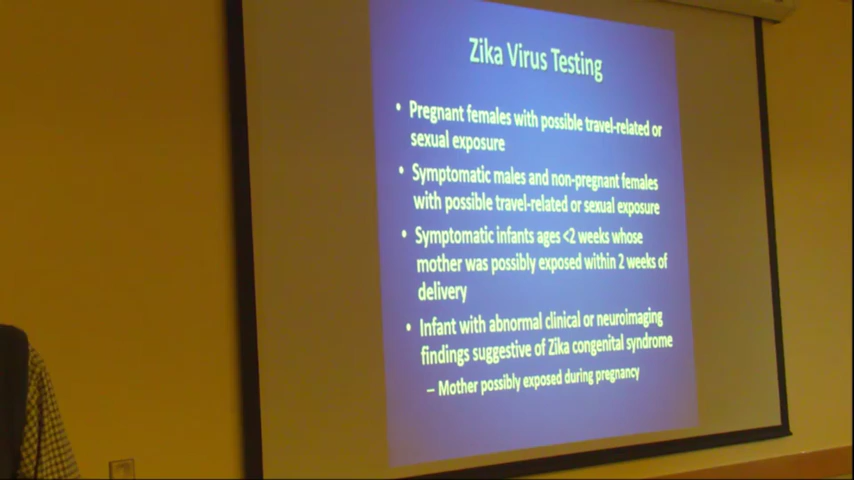 Zika Virus Testing
• Pregnant females with possible travel-related or
sexual exposure
• Symptomatic males and non-pregnant females
with possible travel-related or sexual exposure
• Symptomatic infants ages <2 weeks whose
mother was possibly exposed within 2 weeks of
delivery
• Infant with abnormal clinical or neuroimaging
findings suggestive of Zika congenital syndrome
– Mother possibly exposed during pregnancy